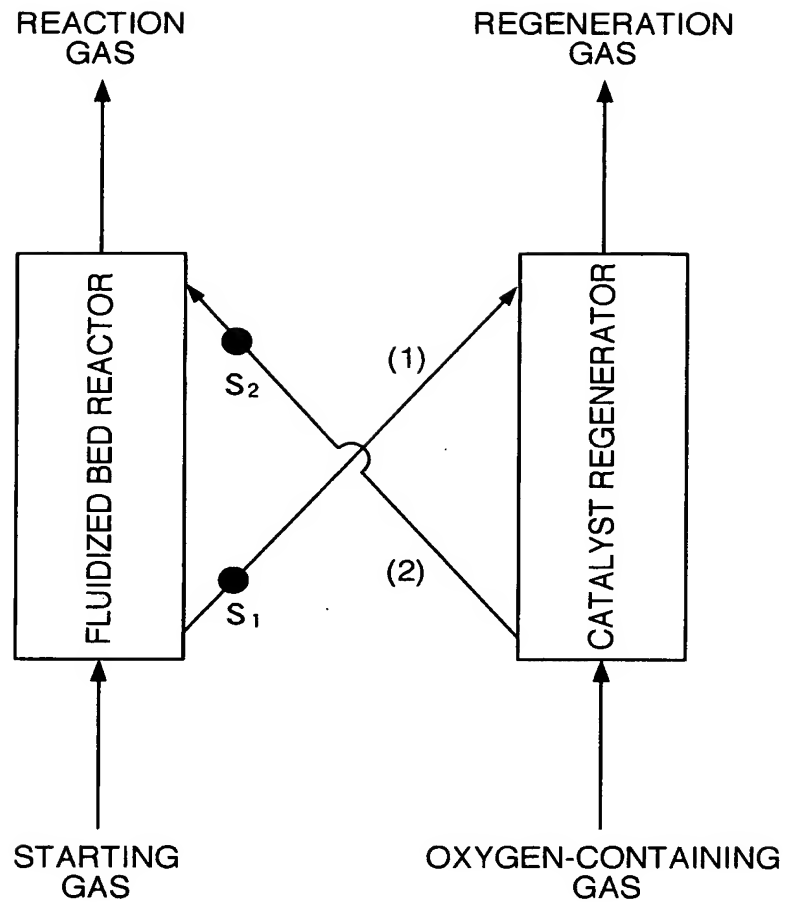 REACTION
GAS
REGENERATION
GAS
FLUIDIZED BED REACTOR
CATALYST REGENERATOR
(1)
S₂
(2)
S₁
STARTING
GAS
OXYGEN-CONTAINING
GAS